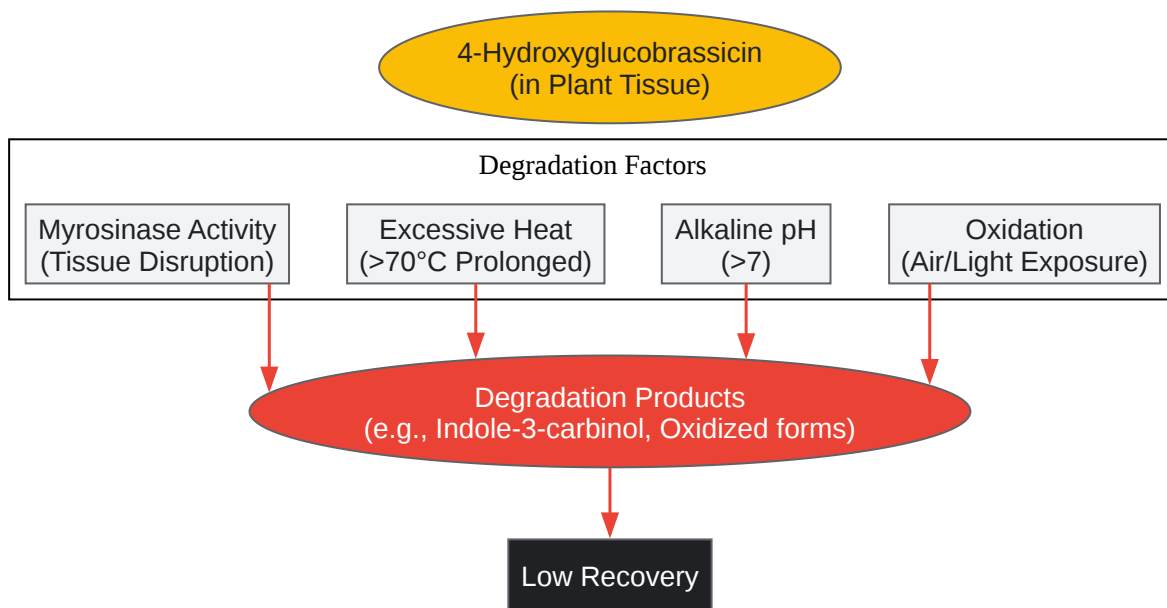 4-Hydroxyglucobrassicin
(in Plant Tissue)
Degradation Factors
Myrosinase Activity
(Tissue Disruption)
Excessive Heat
(>70°C Prolonged)
Alkaline pH
(>7)
Oxidation
(Air/Light Exposure)
Degradation Products
(e.g., Indole-3-carbinol, Oxidized forms)
Low Recovery